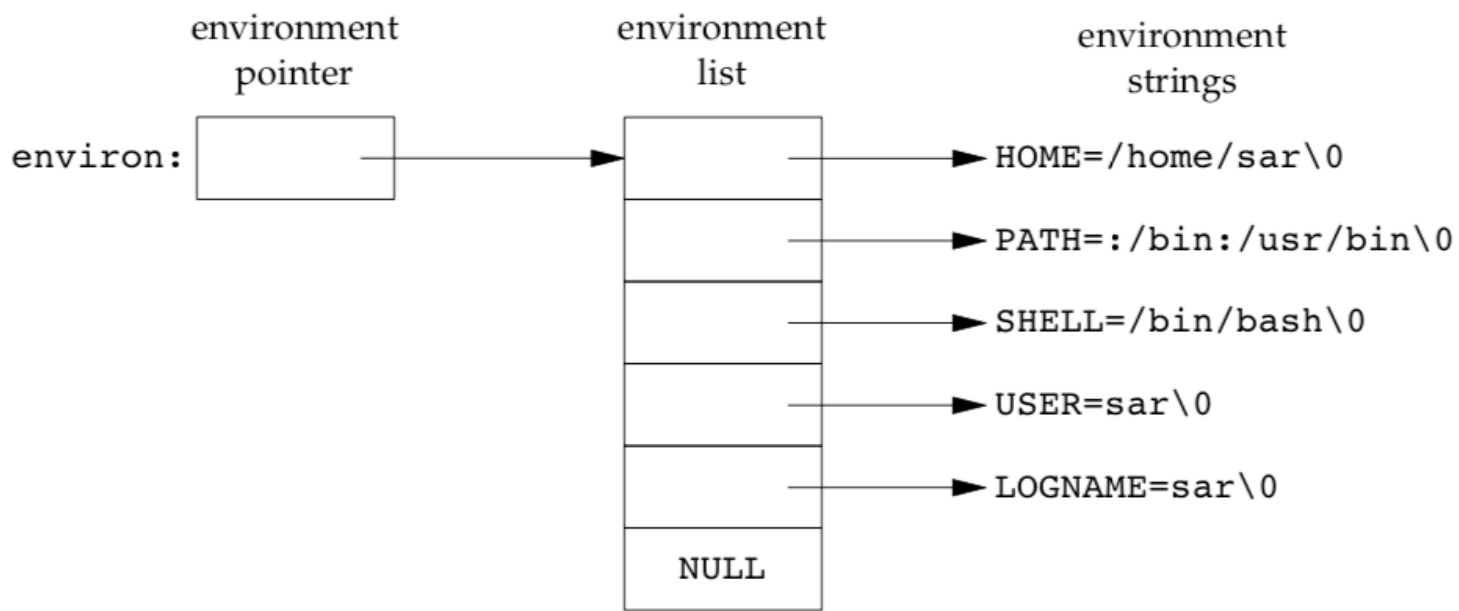 environment
pointer
environment
list
environment
strings
environ:
HOME=/home/sar\0
PATH=:/bin:/usr/bin\0
SHELL=/bin/bash\0
USER=sar\0
LOGNAME=sar\0
NULL